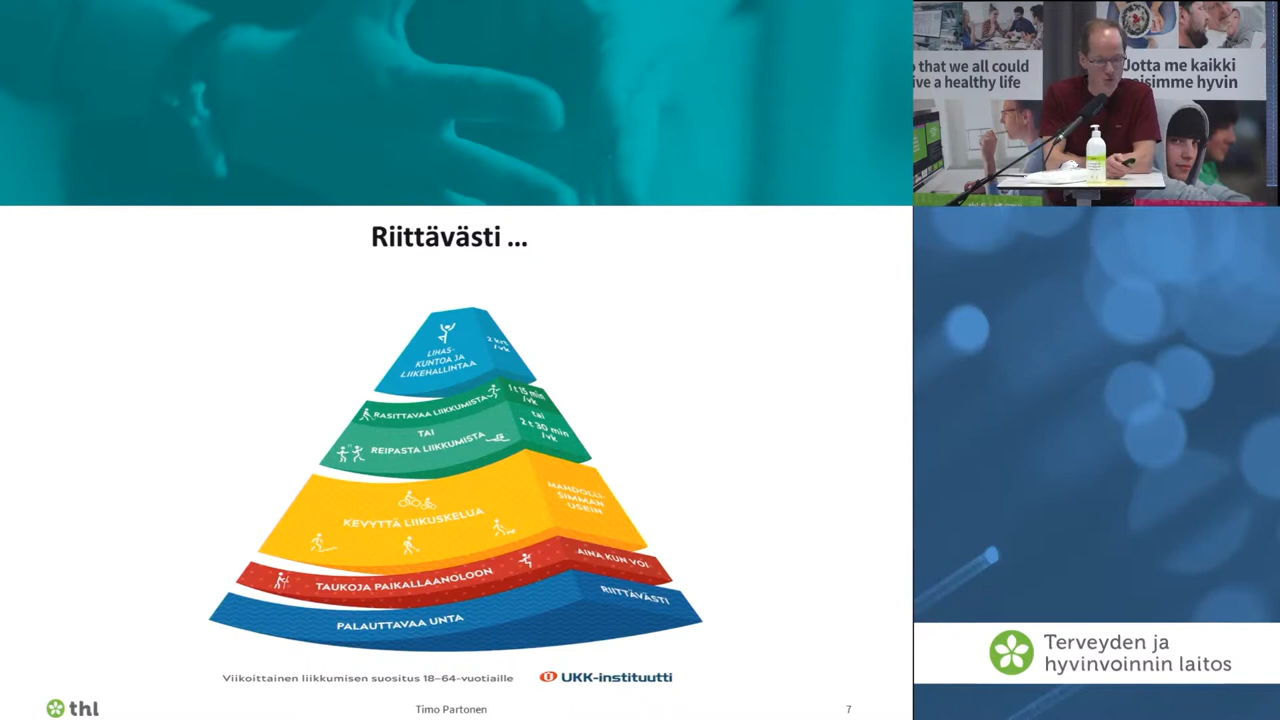 Riittävästi ...
LIHAS-
KUNTOA JA
LIIKEHALLINTAA
2 krt
/vk
RASITTAVAA LIIKKUMISTA
1 t 15 min
/vk
TAI
tai
REIPASTA LIIKKUMISTA
2 t 30 min
/vk
KEVYTTÄ LIIKUSKELUA
MAHDOLLI-
SIMMAN
USEIN
TAUKOJA PAIKALLAANOLOON
AINA KUN VOI
PALAUTTAVAA UNTA
RIITTÄVÄSTI
Viikoittainen liikkumisen suositus 18–64-vuotiaille
UKK-instituutti
thl
Timo Partonen
7
that we all could
ive a healthy life
Jotta me kaikki
isimme hyvin
Terveyden ja
hyvinvoinnin laitos